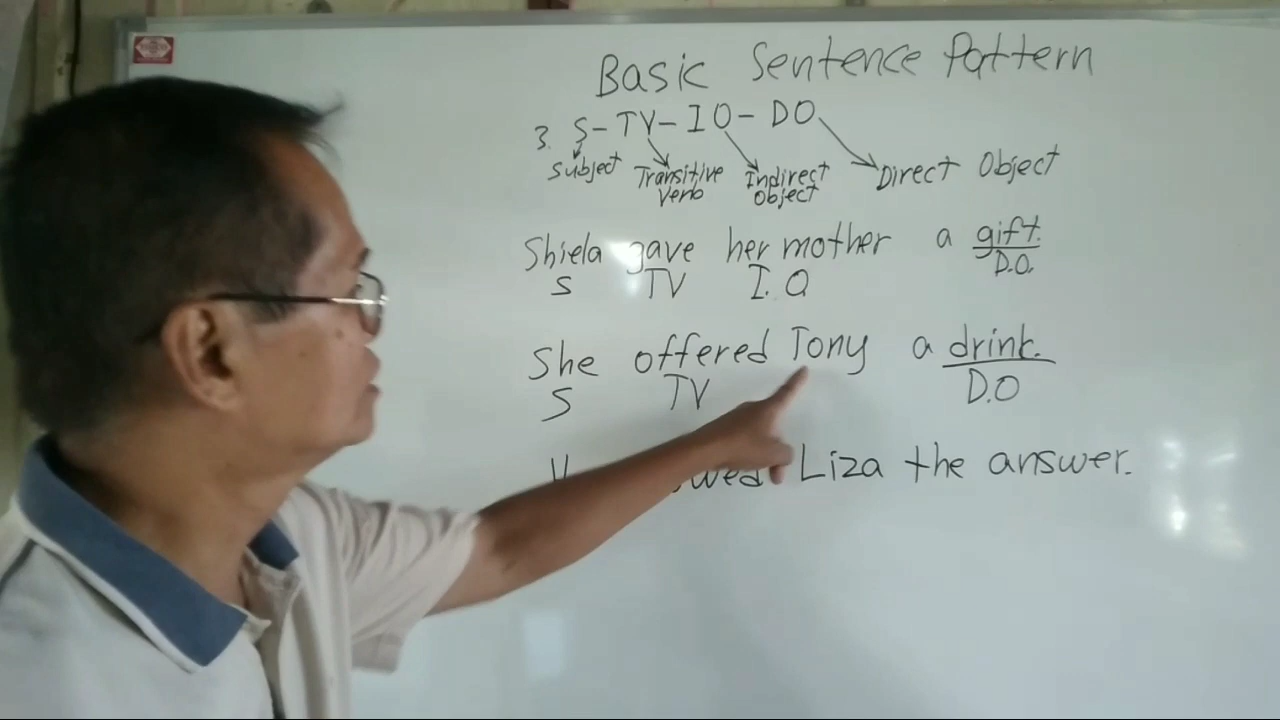 Basic Sentence Pattern
3. S- TV- IO- DO
Subject Transitive Verb Indirect Object Direct Object
Shiela gave her mother a gift.
S TV I.O D.O.
She offered Tony a drink.
S TV D.O
Liza the answer.